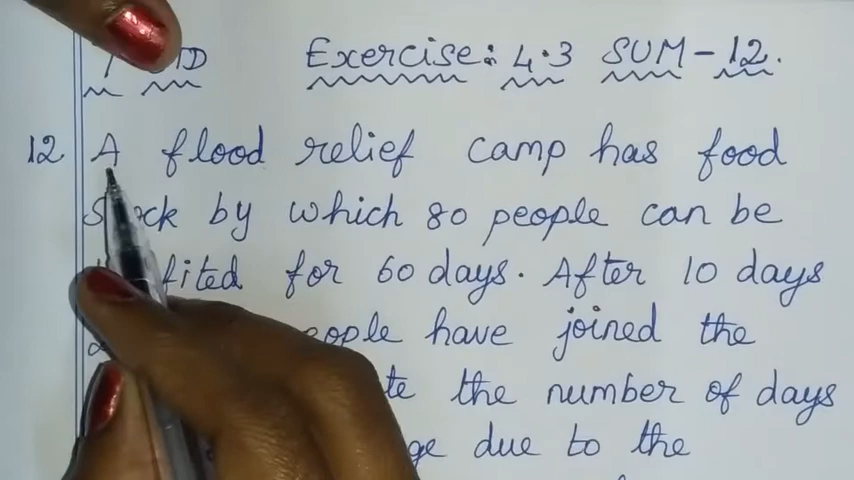 Exercise: 4.3 SUM-12.
12 A flood relief camp has food
by which 80 people can be
for 60 days. After 10 days
have joined the
the number of days
due to the